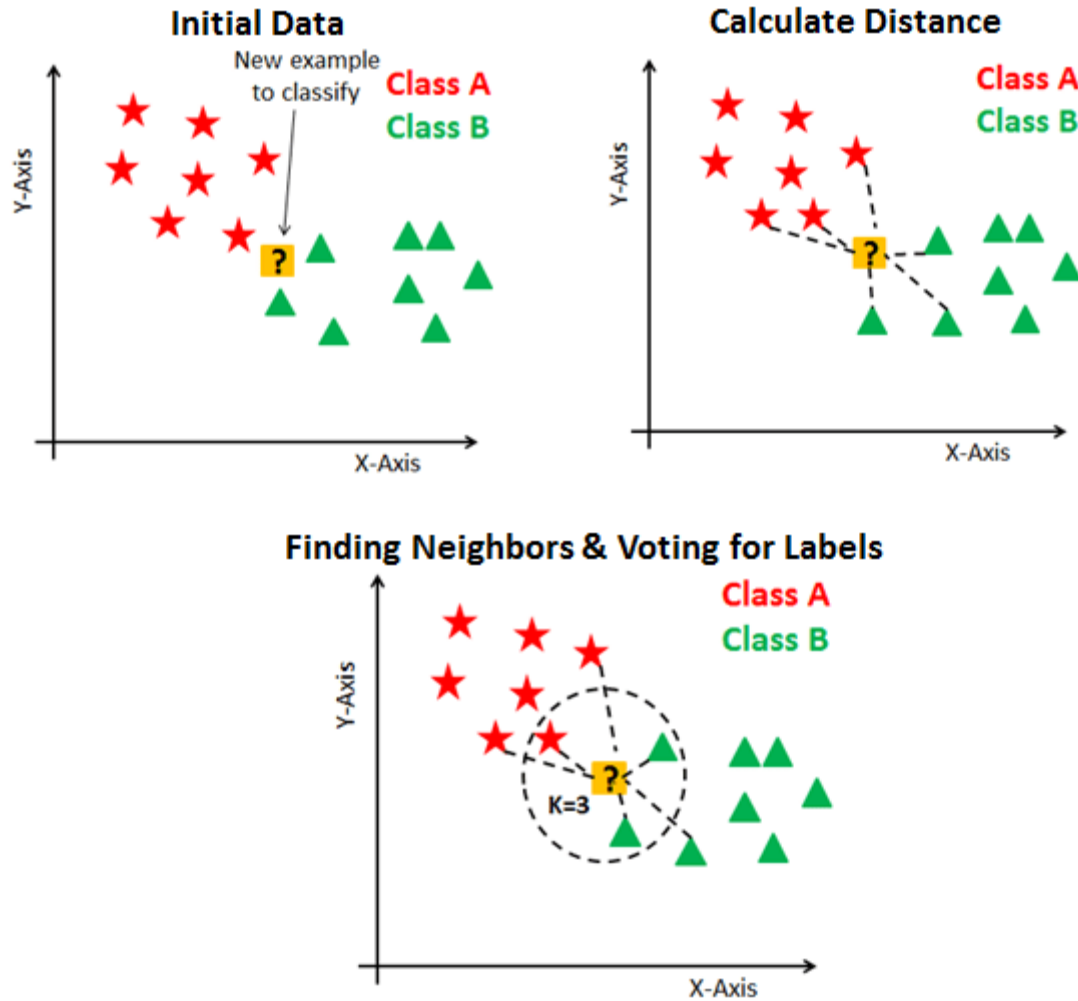 Initial Data
New example
to classify
Class A
Class B
?
Y-Axis
X-Axis
Calculate Distance
Class A
Class B
?
Y-Axis
X-Axis
Finding Neighbors & Voting for Labels
Class A
Class B
?
K=3
Y-Axis
X-Axis